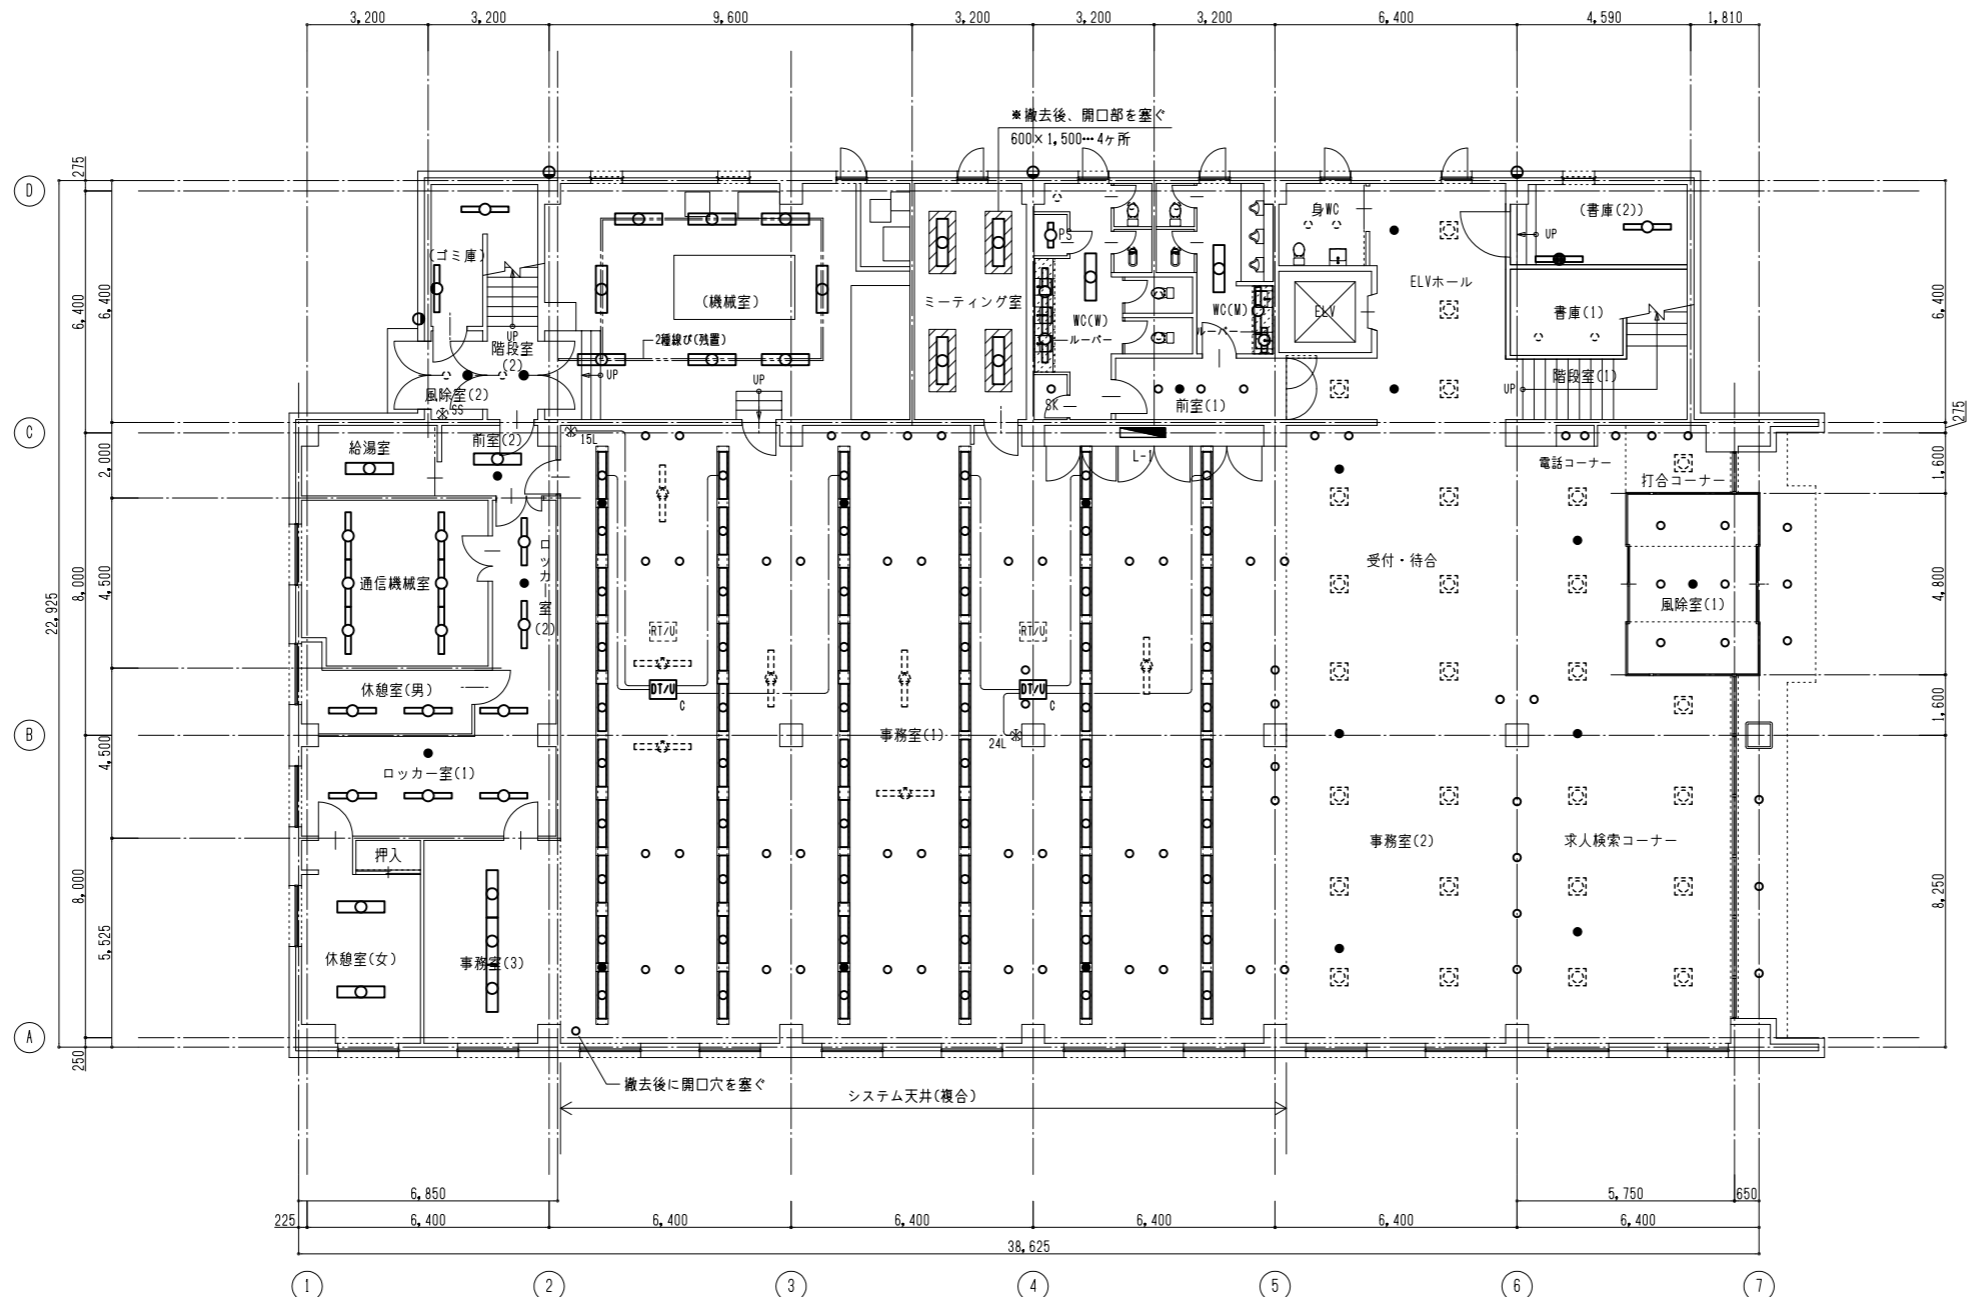 3,200
3,200
9,600
3,200
3,200
3,200
6,400
4,590
1,810
※撤去後、開口部を塞ぐ
600×1,500…4ヶ所
275
D
6,400
6,400
(ゴミ庫)
UP
階段室
(2)
風除室(2)
SS
(機械室)
2種線ぴ(残置)
UP
UP
ミーティング室
PS
WC(W)
ルーバー
SK
WC(M)
ルーバー
前室(1)
身WC
ELV
ELVホール
(書庫(2))
UP
書庫(1)
階段室(1)
UP
6,400
275
C
給湯室
前室(2)
15L
L-1
電話コーナー
打合コーナー
2,000
1,600
22,925
8,000
4,500
通信機械室
ロッカー室
(2)
RT/U
RT/U
受付・待合
風除室(1)
4,800
休憩室(男)
DT/U
C
DT/U
C
1,600
B
4,500
ロッカー室(1)
事務室(1)
24L
事務室(2)
求人検索コーナー
8,000
押入
5,525
休憩室(女)
事務室(3)
8,250
A
250
撤去後に開口穴を塞ぐ
システム天井(複合)
6,850
5,750
650
225
6,400
6,400
6,400
6,400
6,400
6,400
38,625
1
2
3
4
5
6
7